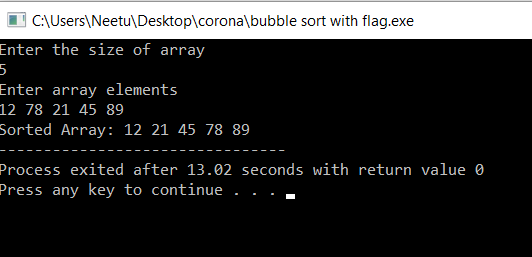 C:\Users\Neetu\Desktop\corona\bubble sort with flag.exe
Enter the size of array
5
Enter array elements
12 78 21 45 89
Sorted Array: 12 21 45 78 89
--------------------------------
Process exited after 13.02 seconds with return value 0
Press any key to continue . . .